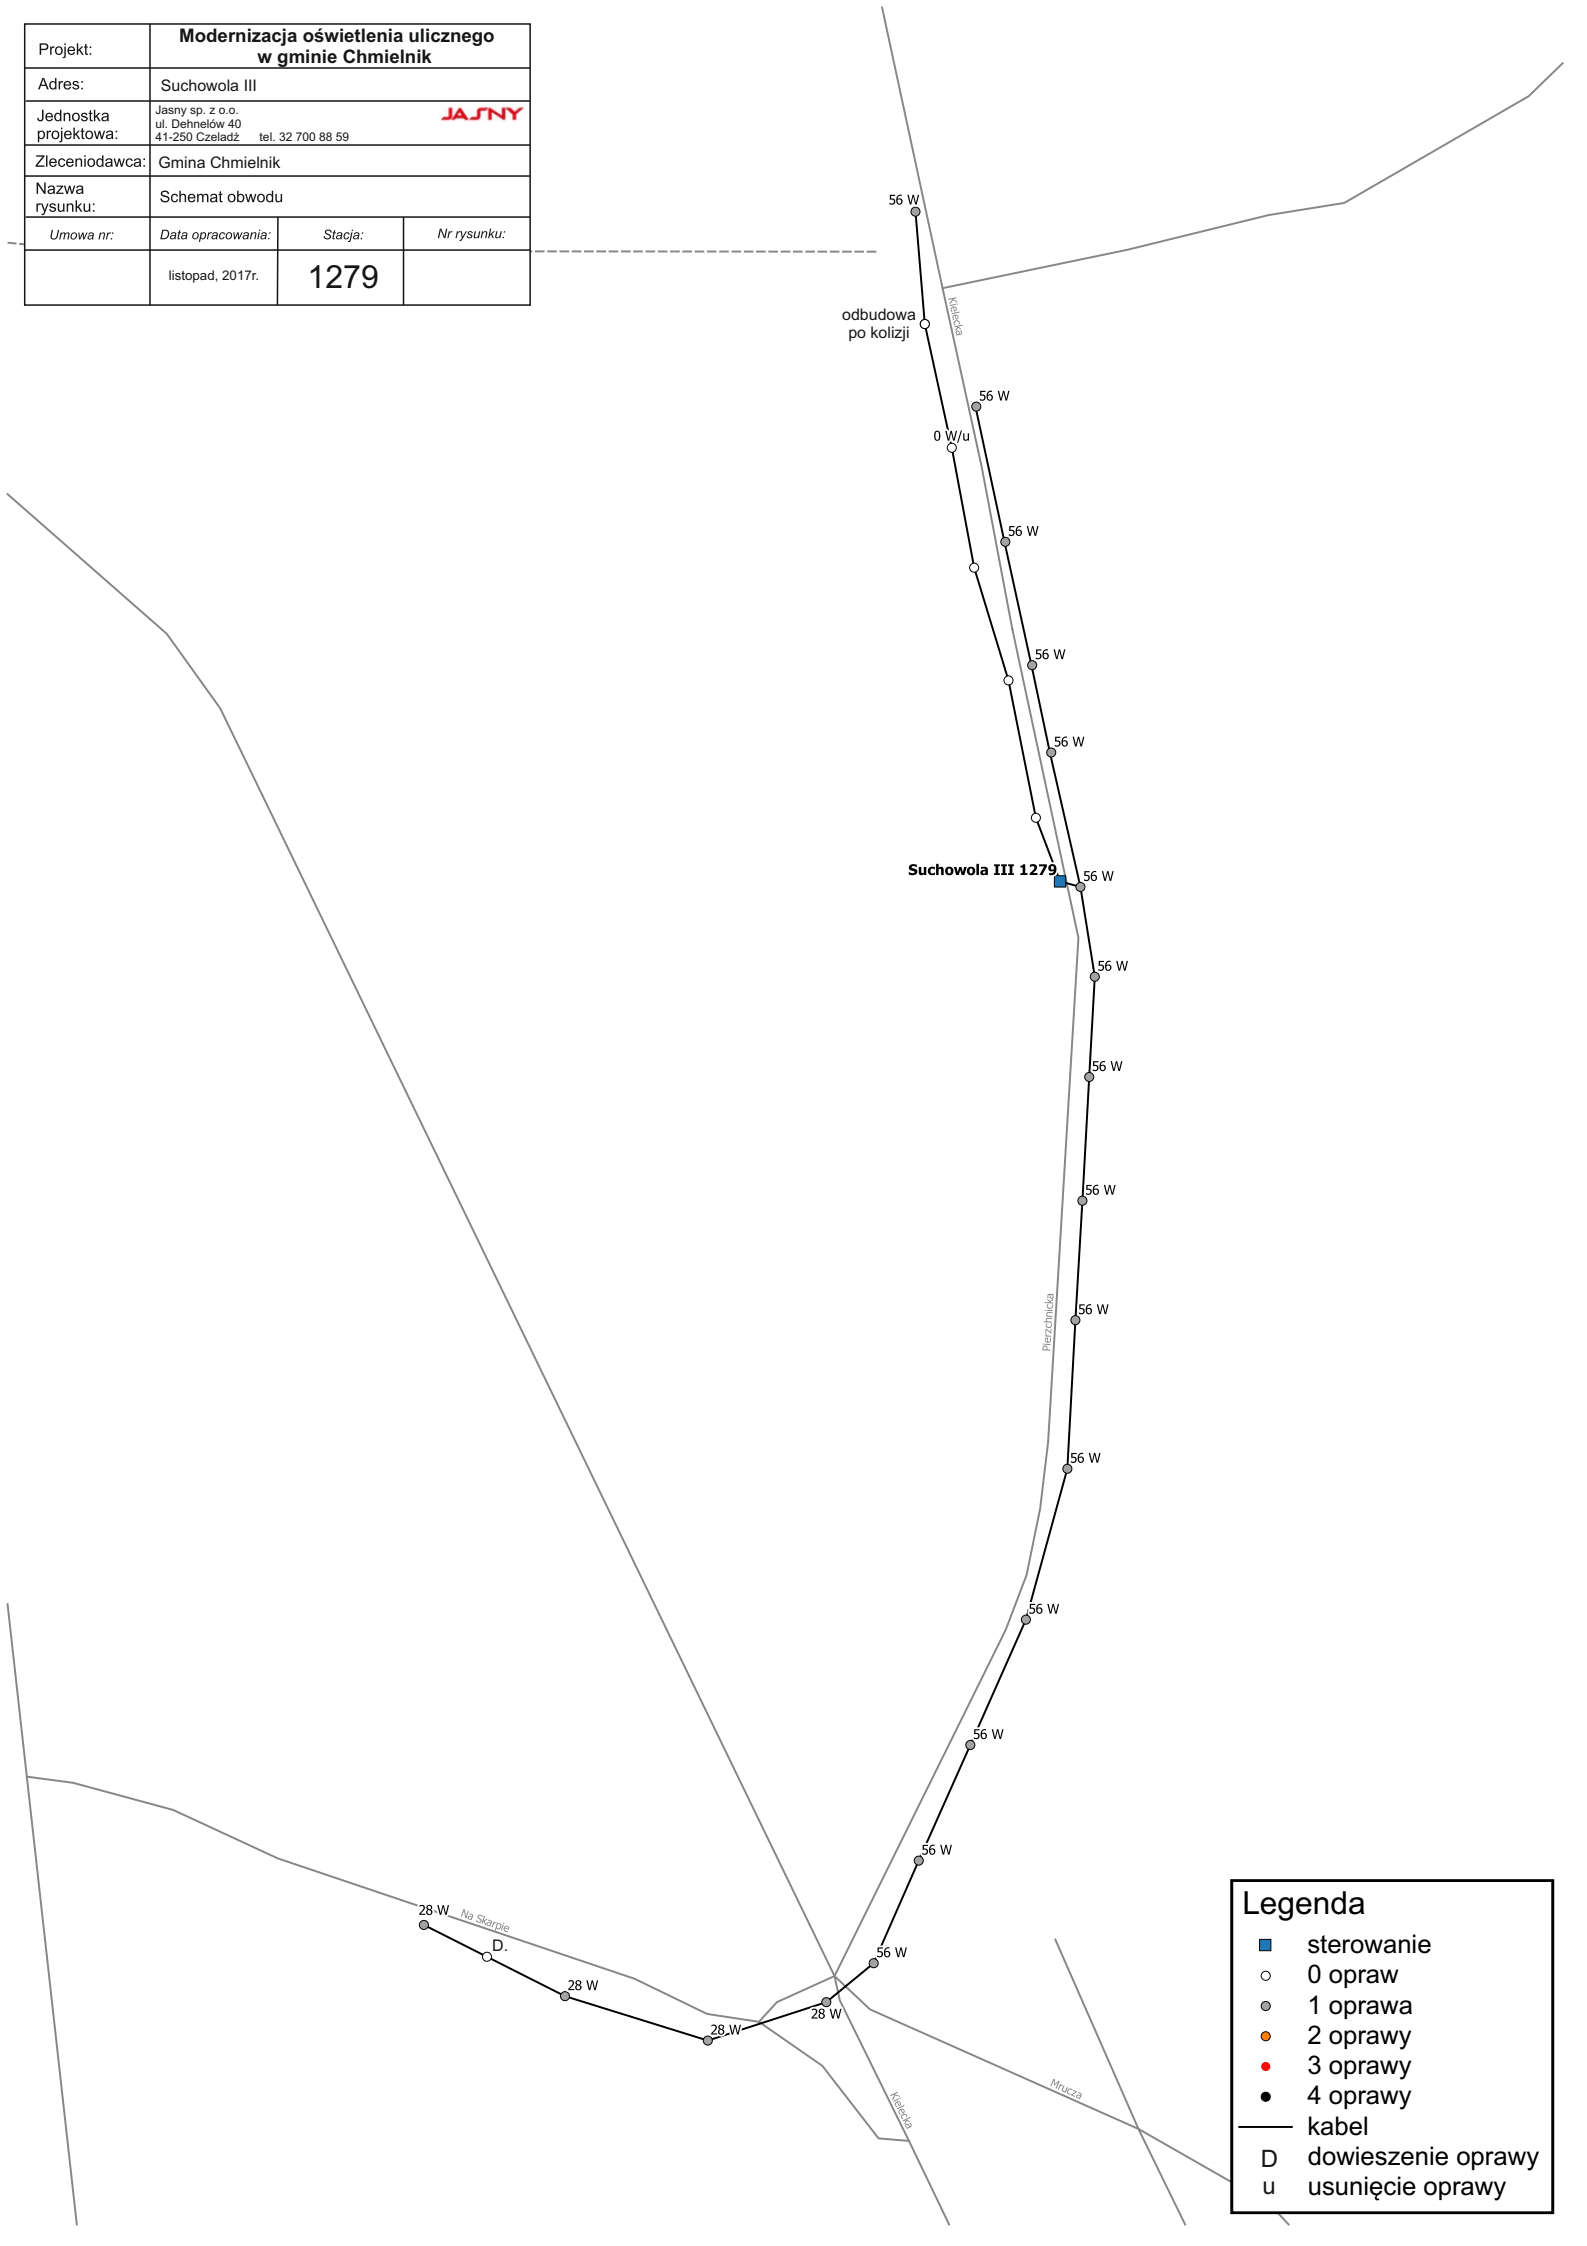 Projekt:
Modernizacja oświetlenia ulicznego
w gminie Chmielnik
Adres:
Suchowola III
Jednostka
projektowa:
Jasny sp. z o.o.
ul. Dehnelów 40
41-250 Czeladź tel. 32 700 88 59
JASNY
Zleceniodawca:
Gmina Chmielnik
Nazwa
rysunku:
Schemat obwodu
Umowa nr:
Data opracowania:
Stacja:
Nr rysunku:
listopad, 2017r.
1279
56 W
Kielecka
odbudowa
po kolizji
56 W
0 W/u
56 W
56 W
56 W
Suchowola III 1279
56 W
56 W
56 W
56 W
Pierzchnicka
56 W
56 W
56 W
56 W
56 W
28 W
Na Skarpie
D.
56 W
28 W
28 W
28 W
Mrucza
Kielecka
Legenda
sterowanie
0 opraw
1 oprawa
2 oprawy
3 oprawy
4 oprawy
kabel
D dowieszenie oprawy
u usunięcie oprawy